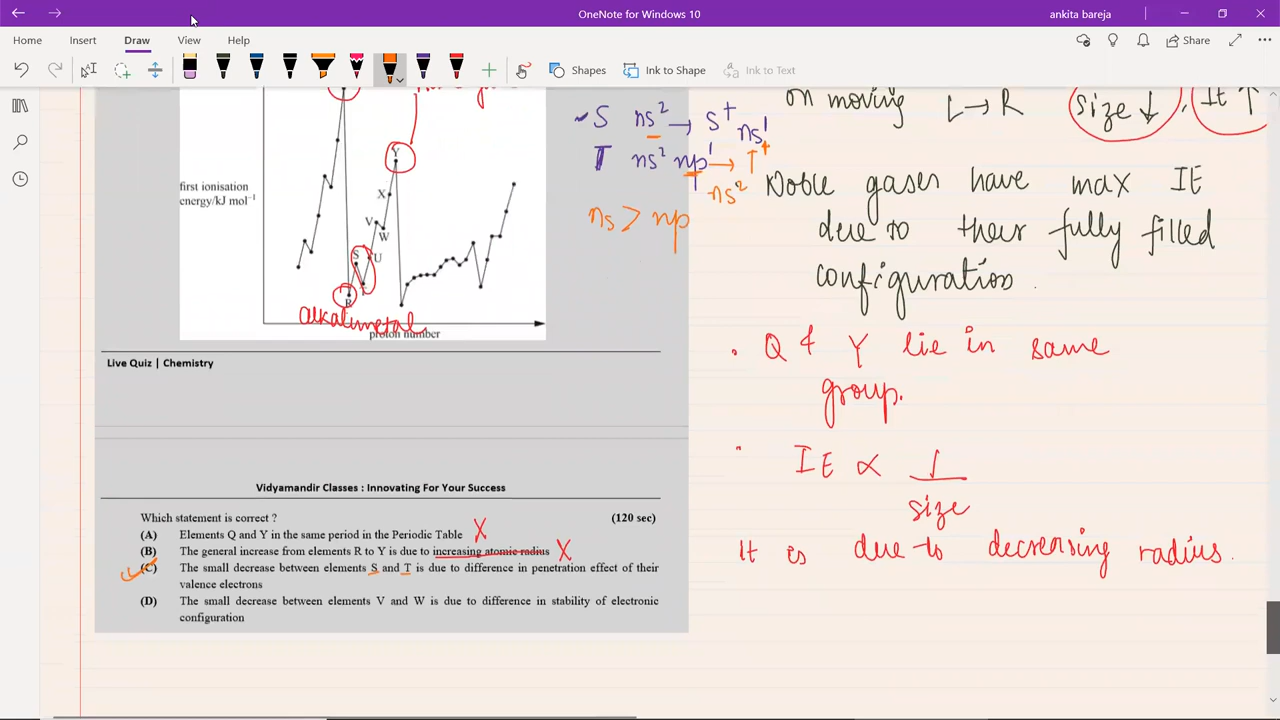 OneNote for Windows 10
ankita bareja
Home Insert Draw View Help
Share
Shapes
Ink to Shape
Ink to Text
first ionisation
energy/kJ mol⁻¹
Y
X
V
W
S
U
R
alkali metal
proton number
S ns² → S⁺ ns¹
T ns² np¹ → T⁺
ns²
ns > np
on moving L → R size ↓, IE ↑
Noble gases have max IE
due to their fully filled
configuration.
• Q & Y lie in same
group.
IE ∝ 1
size
It is due to decreasing radius.
Live Quiz | Chemistry
Vidyamandir Classes : Innovating For Your Success
Which statement is correct ? (120 sec)
(A) Elements Q and Y in the same period in the Periodic Table X
(B) The general increase from elements R to Y is due to increasing atomic radius X
(C) The small decrease between elements S and T is due to difference in penetration effect of their
valence electrons
(D) The small decrease between elements V and W is due to difference in stability of electronic
configuration